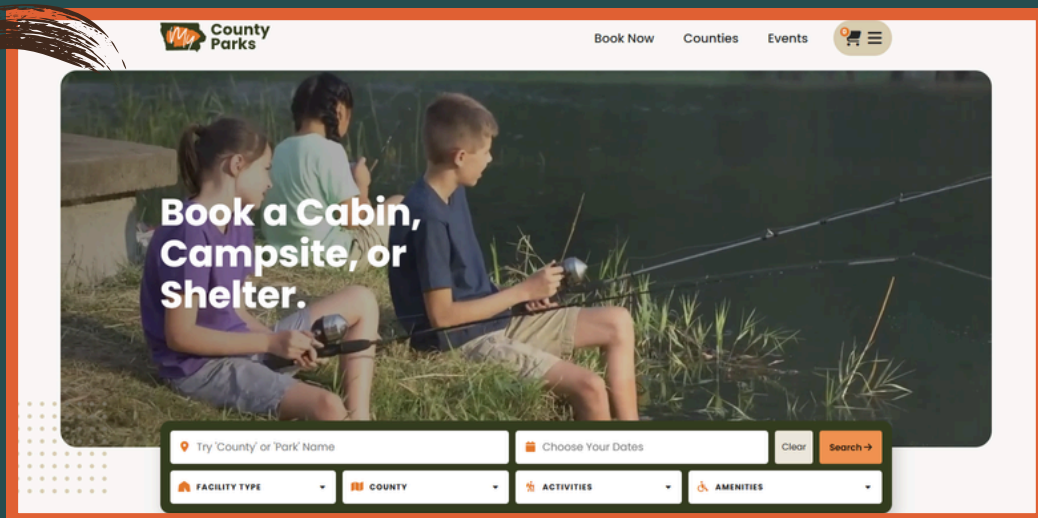 My County
Parks
Book Now
Counties
Events
0
Book a Cabin,
Campsite, or
Shelter.
Try 'County' or 'Park' Name
Choose Your Dates
Clear
Search →
FACILITY TYPE
COUNTY
ACTIVITIES
AMENITIES